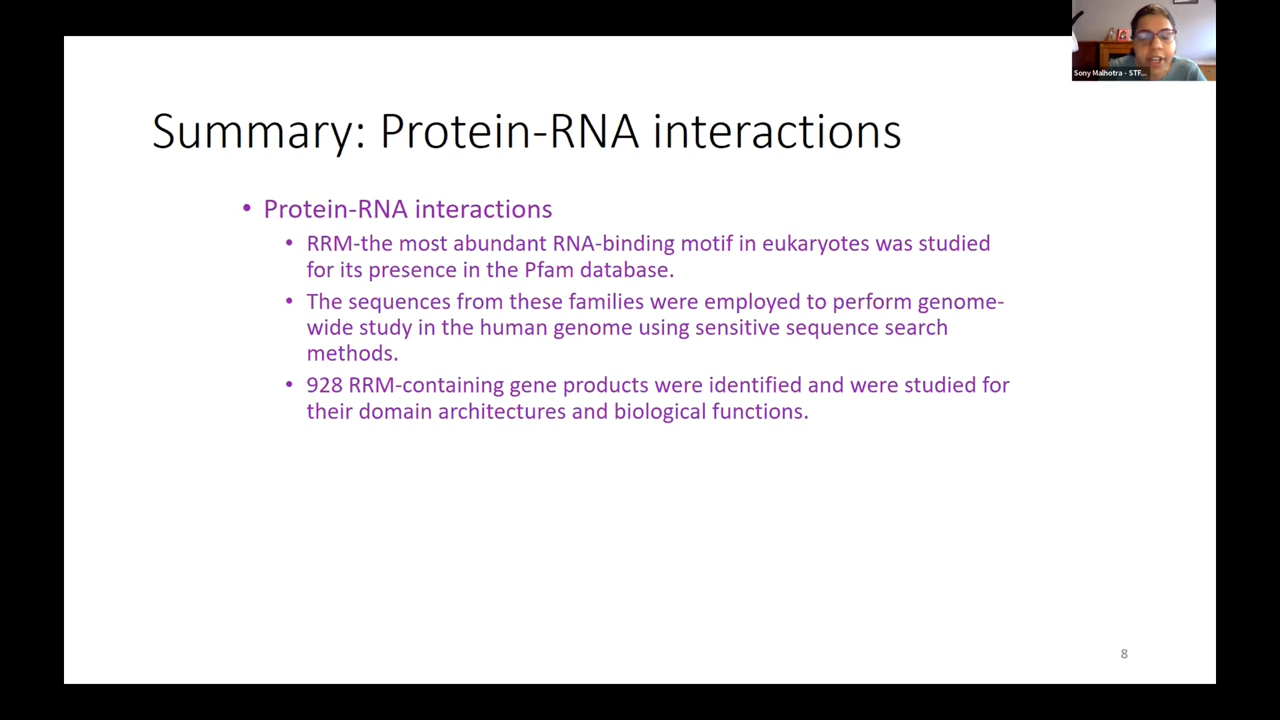 Sony Malhotra - STF...
Summary: Protein-RNA interactions
• Protein-RNA interactions
• RRM-the most abundant RNA-binding motif in eukaryotes was studied
for its presence in the Pfam database.
• The sequences from these families were employed to perform genome-
wide study in the human genome using sensitive sequence search
methods.
• 928 RRM-containing gene products were identified and were studied for
their domain architectures and biological functions.
8